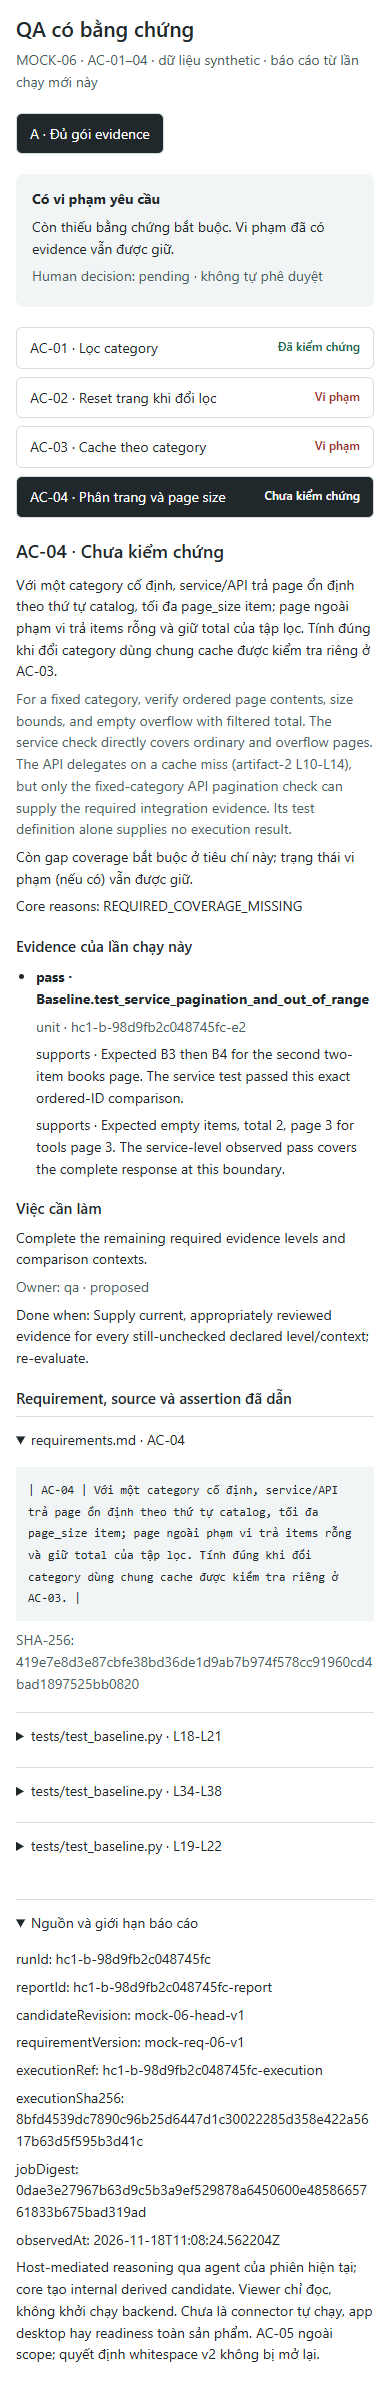 QA có bằng chứng
MOCK-06 · AC-01–04 · dữ liệu synthetic · báo cáo từ lần
chạy mới này
A · Đủ gói evidence
Có vi phạm yêu cầu
Còn thiếu bằng chứng bắt buộc. Vi phạm đã có
evidence vẫn được giữ.
Human decision: pending · không tự phê duyệt
AC-01 · Lọc category Đã kiểm chứng
AC-02 · Reset trang khi đổi lọc Vi phạm
AC-03 · Cache theo category Vi phạm
AC-04 · Phân trang và page size Chưa kiểm chứng
AC-04 · Chưa kiểm chứng
Với một category cố định, service/API trả page ổn định
theo thứ tự catalog, tối đa page_size item; page ngoài
phạm vi trả items rỗng và giữ total của tập lọc. Tính đúng
khi đổi category dùng chung cache được kiểm tra riêng ở
AC-03.
For a fixed category, verify ordered page contents, size
bounds, and empty overflow with filtered total. The
service check directly covers ordinary and overflow pages.
The API delegates on a cache miss (artifact-2 L10-L14),
but only the fixed-category API pagination check can
supply the required integration evidence. Its test
definition alone supplies no execution result.
Còn gap coverage bắt buộc ở tiêu chí này; trạng thái vi
phạm (nếu có) vẫn được giữ.
Core reasons: REQUIRED_COVERAGE_MISSING
Evidence của lần chạy này
• pass ·
Baseline.test_service_pagination_and_out_of_range
unit · hc1-b-98d9fb2c048745fc-e2
supports · Expected B3 then B4 for the second two-
item books page. The service test passed this exact
ordered-ID comparison.
supports · Expected empty items, total 2, page 3 for
tools page 3. The service-level observed pass covers
the complete response at this boundary.
Việc cần làm
Complete the remaining required evidence levels and
comparison contexts.
Owner: qa · proposed
Done when: Supply current, appropriately reviewed
evidence for every still-unchecked declared level/context;
re-evaluate.
Requirement, source và assertion đã dẫn
▼ requirements.md · AC-04
| AC-04 | Với một category cố định, service/API
trả page ổn định theo thứ tự catalog, tối đa
page_size item; page ngoài phạm vi trả items rỗng
và giữ total của tập lọc. Tính đúng khi đổi
category dùng chung cache được kiểm tra riêng ở
AC-03. |
SHA-256:
419e7e8d3e87cbfe38bd36de1d9ab7b974f578cc91960cd4
bad1897525bb0820
▶ tests/test_baseline.py · L18-L21
▶ tests/test_baseline.py · L34-L38
▶ tests/test_baseline.py · L19-L22
▼ Nguồn và giới hạn báo cáo
runId: hc1-b-98d9fb2c048745fc
reportId: hc1-b-98d9fb2c048745fc-report
candidateRevision: mock-06-head-v1
requirementVersion: mock-req-06-v1
executionRef: hc1-b-98d9fb2c048745fc-execution
executionSha256:
8bfd4539dc7890c96b25d6447d1c30022285d358e422a56
17b63d5f595b3d41c
jobDigest:
0dae3e27967b63d9c5b3a9ef529878a6450600e48586657
61833b675bad319ad
observedAt: 2026-11-18T11:08:24.562204Z
Host-mediated reasoning qua agent của phiên hiện tại;
core tạo internal derived candidate. Viewer chỉ đọc,
không khởi chạy backend. Chưa là connector tự chạy, app
desktop hay readiness toàn sản phẩm. AC-05 ngoài
scope; quyết định whitespace v2 không bị mở lại.